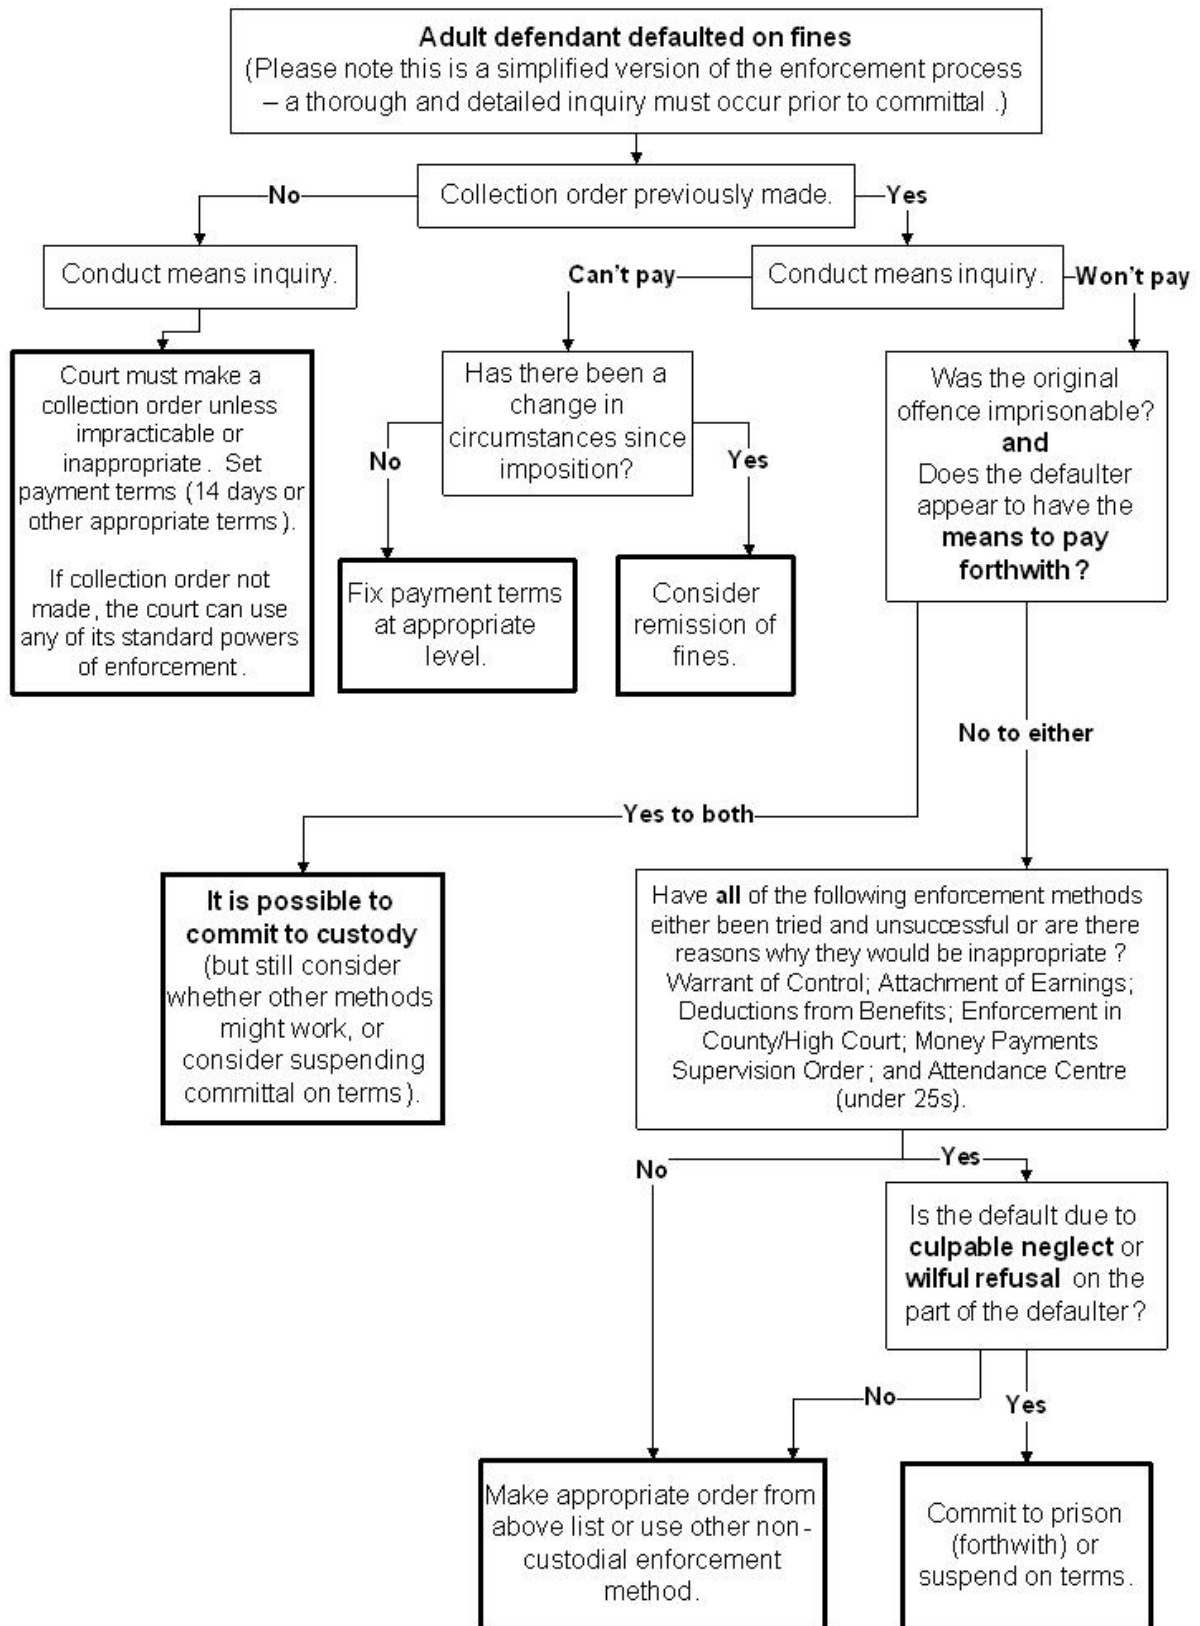 Adult defendant defaulted on fines
(Please note this is a simplified version of the enforcement process
– a thorough and detailed inquiry must occur prior to committal .)
Collection order previously made.
No
Yes
Conduct means inquiry.
Can't pay
Conduct means inquiry.
Won't pay
Court must make a
collection order unless
impracticable or
inappropriate . Set
payment terms (14 days or
other appropriate terms ).
If collection order not
made, the court can use
any of its standard powers
of enforcement .
Has there been a
change in
circumstances since
imposition?
No
Yes
Fix payment terms
at appropriate
level.
Consider
remission of
fines.
Was the original
offence imprisonable?
and
Does the defaulter
appear to have the
means to pay
forthwith ?
No to either
Yes to both
It is possible to
commit to custody
(but still consider
whether other methods
might work, or
consider suspending
committal on terms ).
Have all of the following enforcement methods
either been tried and unsuccessful or are there
reasons why they would be inappropriate ?
Warrant of Control; Attachment of Earnings;
Deductions from Benefits; Enforcement in
County/High Court; Money Payments
Supervision Order ; and Attendance Centre
(under 25s).
No
Yes
Is the default due to
culpable neglect or
wilful refusal on the
part of the defaulter ?
No
Yes
Make appropriate order from
above list or use other non-
custodial enforcement
method.
Commit to prison
(forthwith) or
suspend on terms .